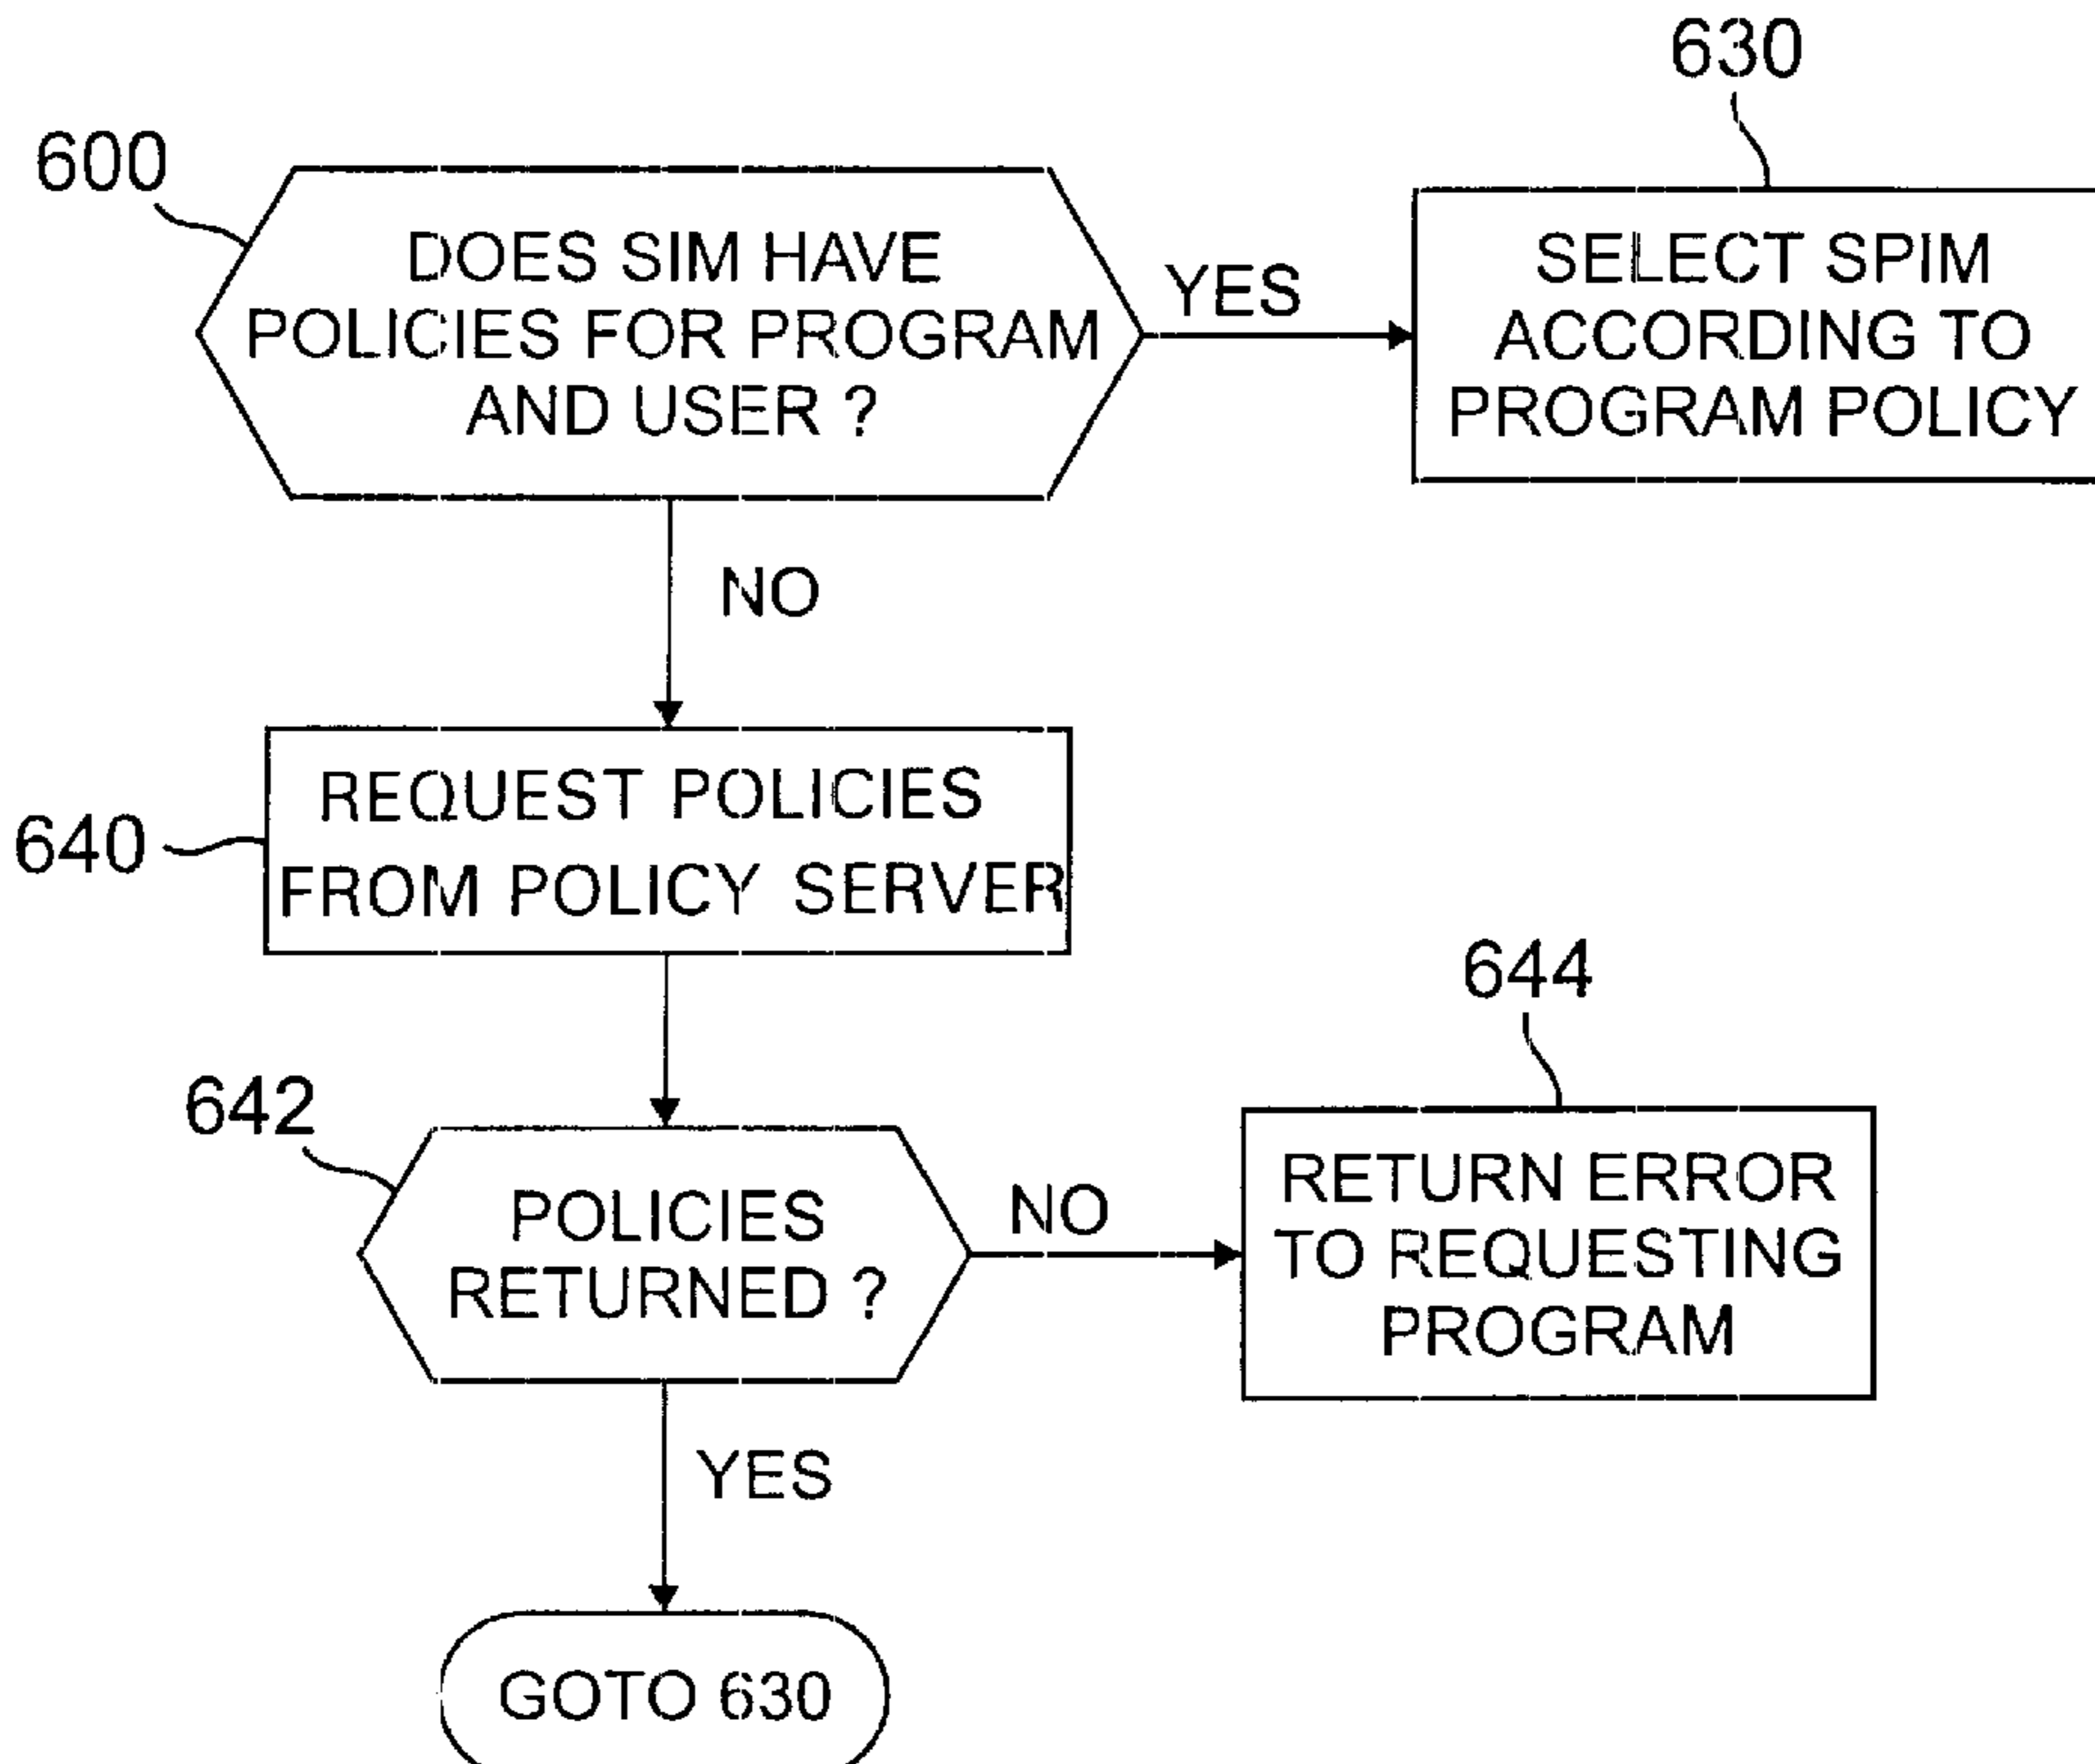 630
600
DOES SIM HAVE
POLICIES FOR PROGRAM
AND USER ?
YES
SELECT SPIM
ACCORDING TO
PROGRAM POLICY
NO
640
REQUEST POLICIES
FROM POLICY SERVER
644
642
POLICIES
RETURNED ?
NO
RETURN ERROR
TO REQUESTING
PROGRAM
YES
GOTO 630